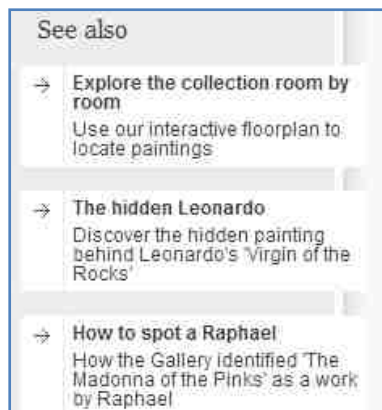 See also
→ Explore the collection room by
room
Use our interactive floorplan to
locate paintings
→ The hidden Leonardo
Discover the hidden painting
behind Leonardo's 'Virgin of the
Rocks'
→ How to spot a Raphael
How the Gallery identified 'The
Madonna of the Pinks' as a work
by Raphael